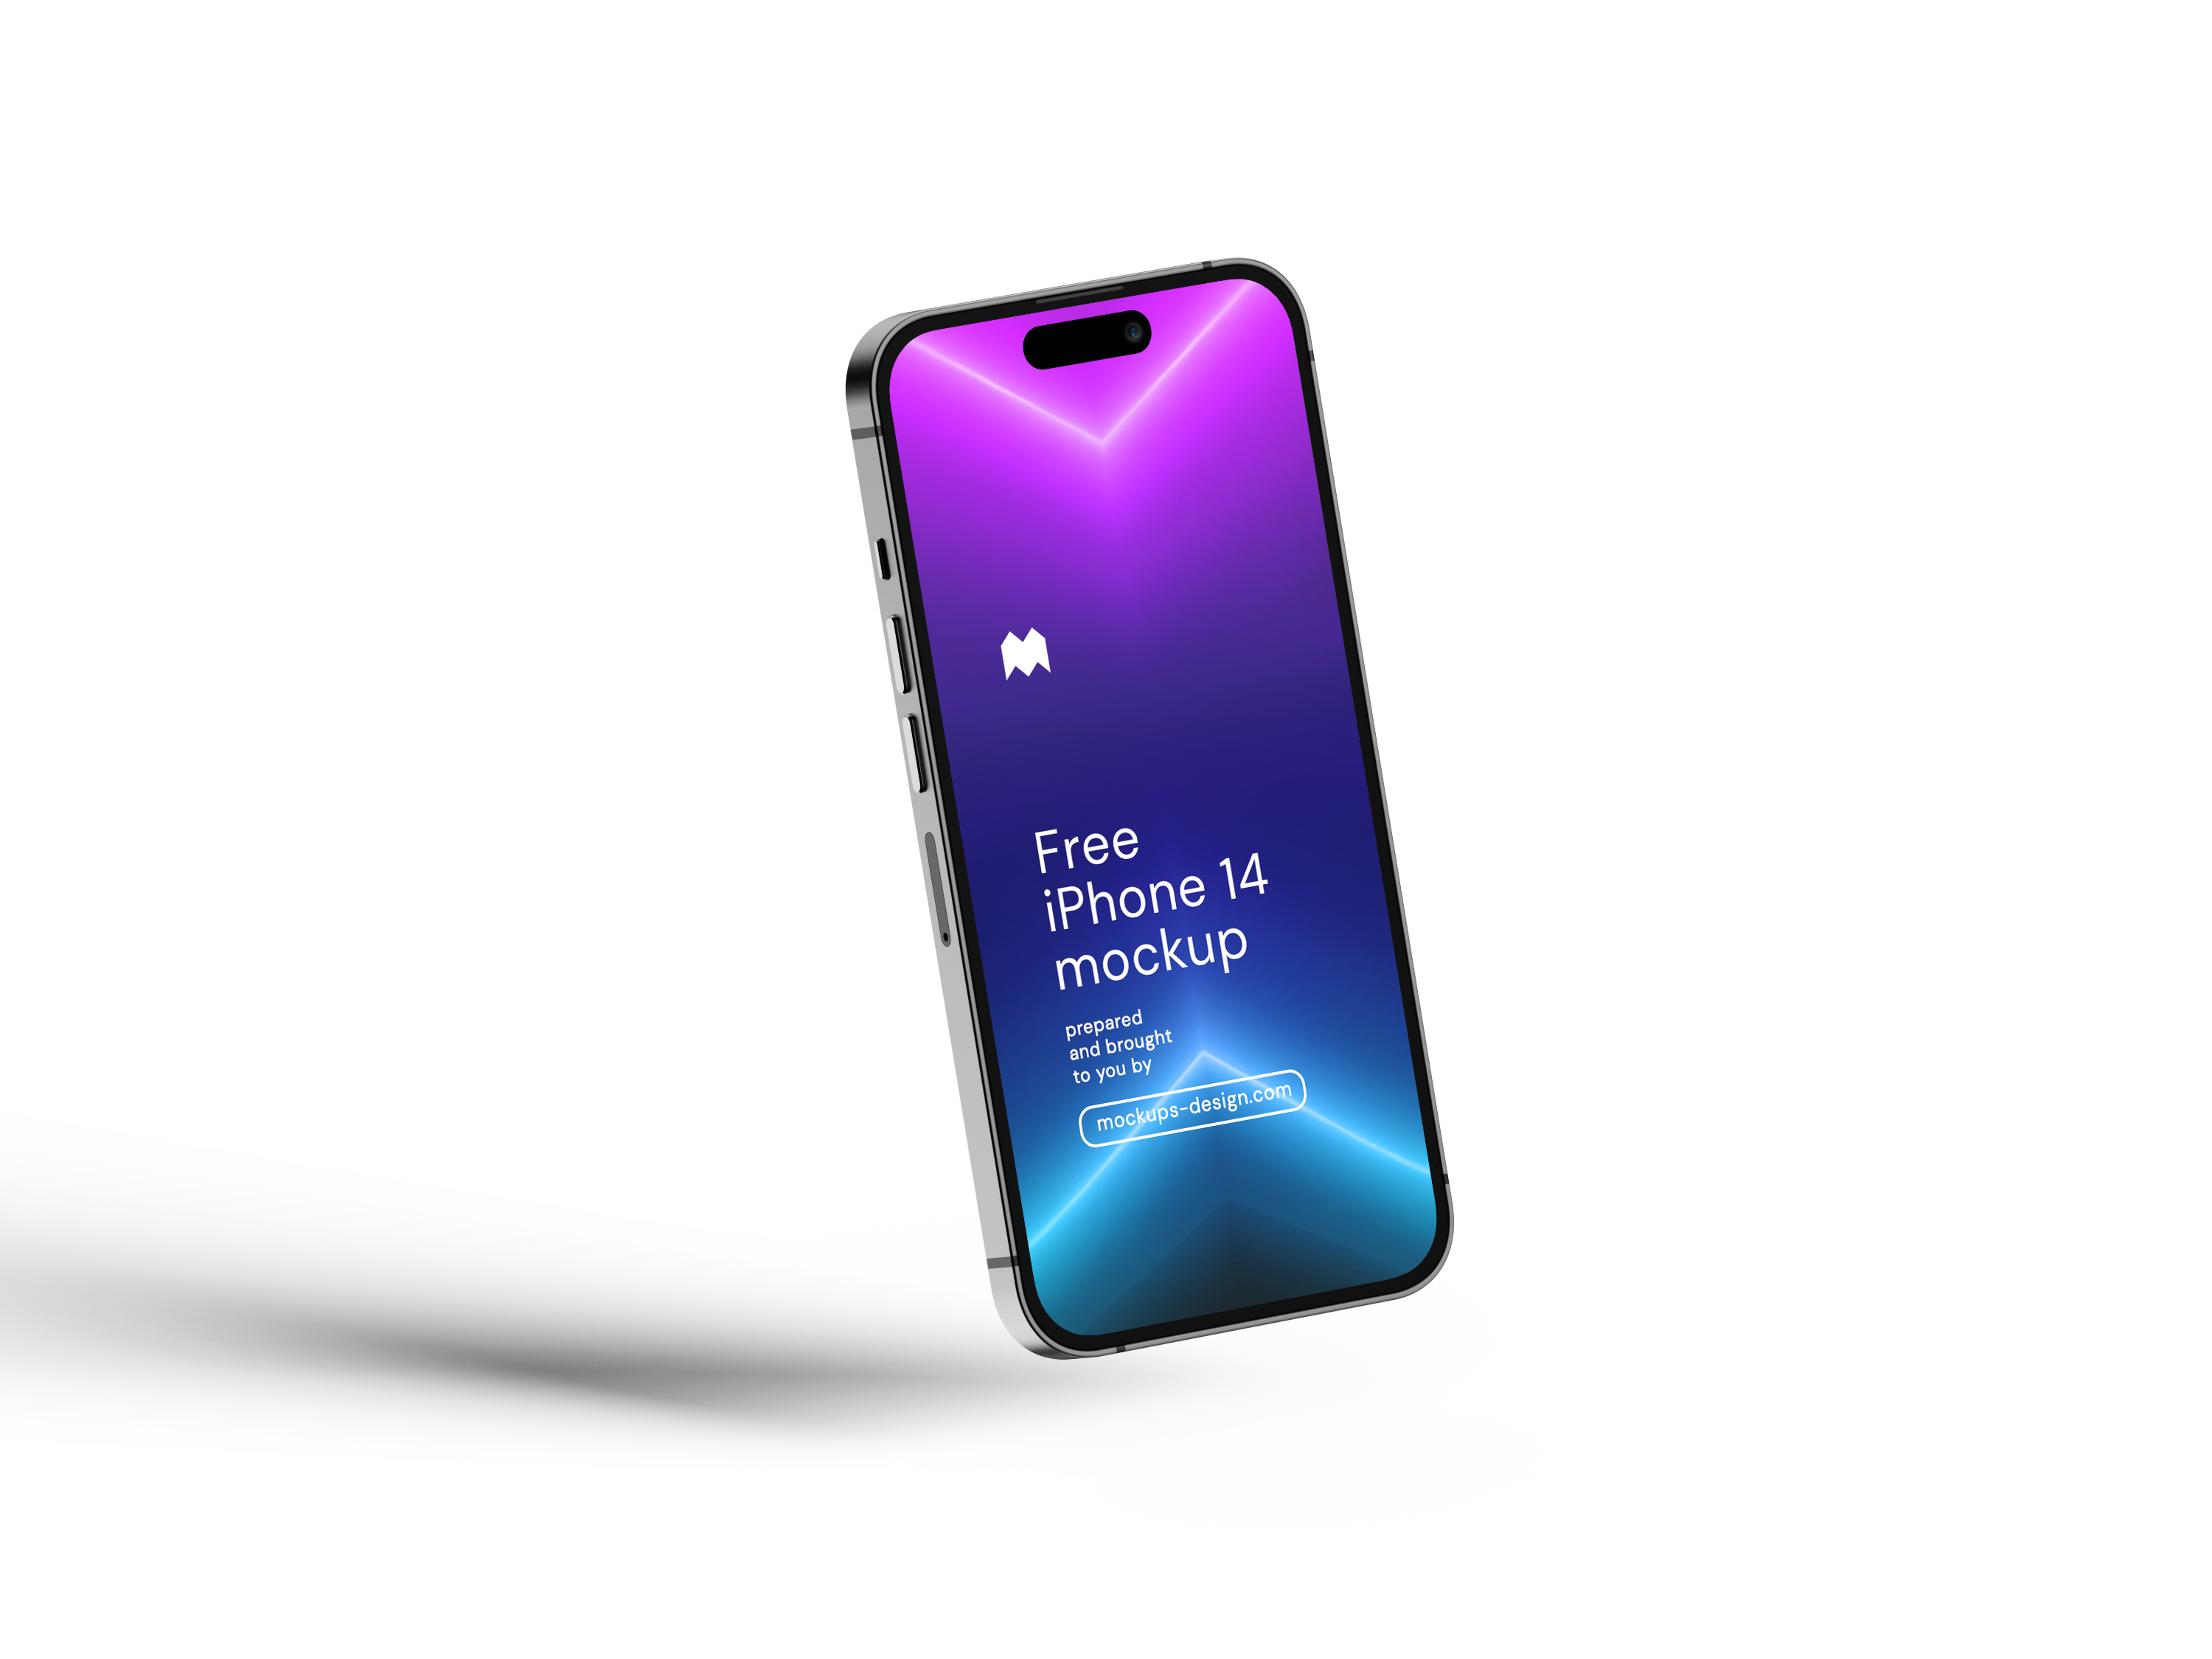 Free
iPhone 14
mockup
prepared
and brought
to you by
mockups-design.com